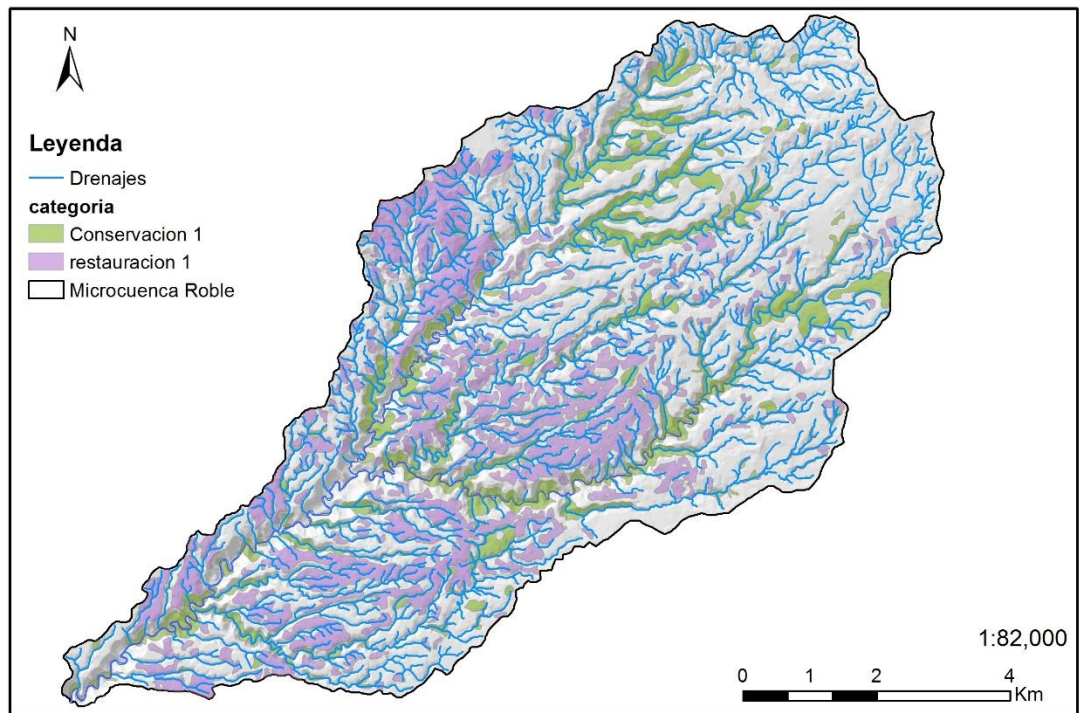 N
Leyenda
Drenajes
categoria
Conservacion 1
restauracion 1
Microcuenca Roble
1:82,000
0 1 2 4
Km